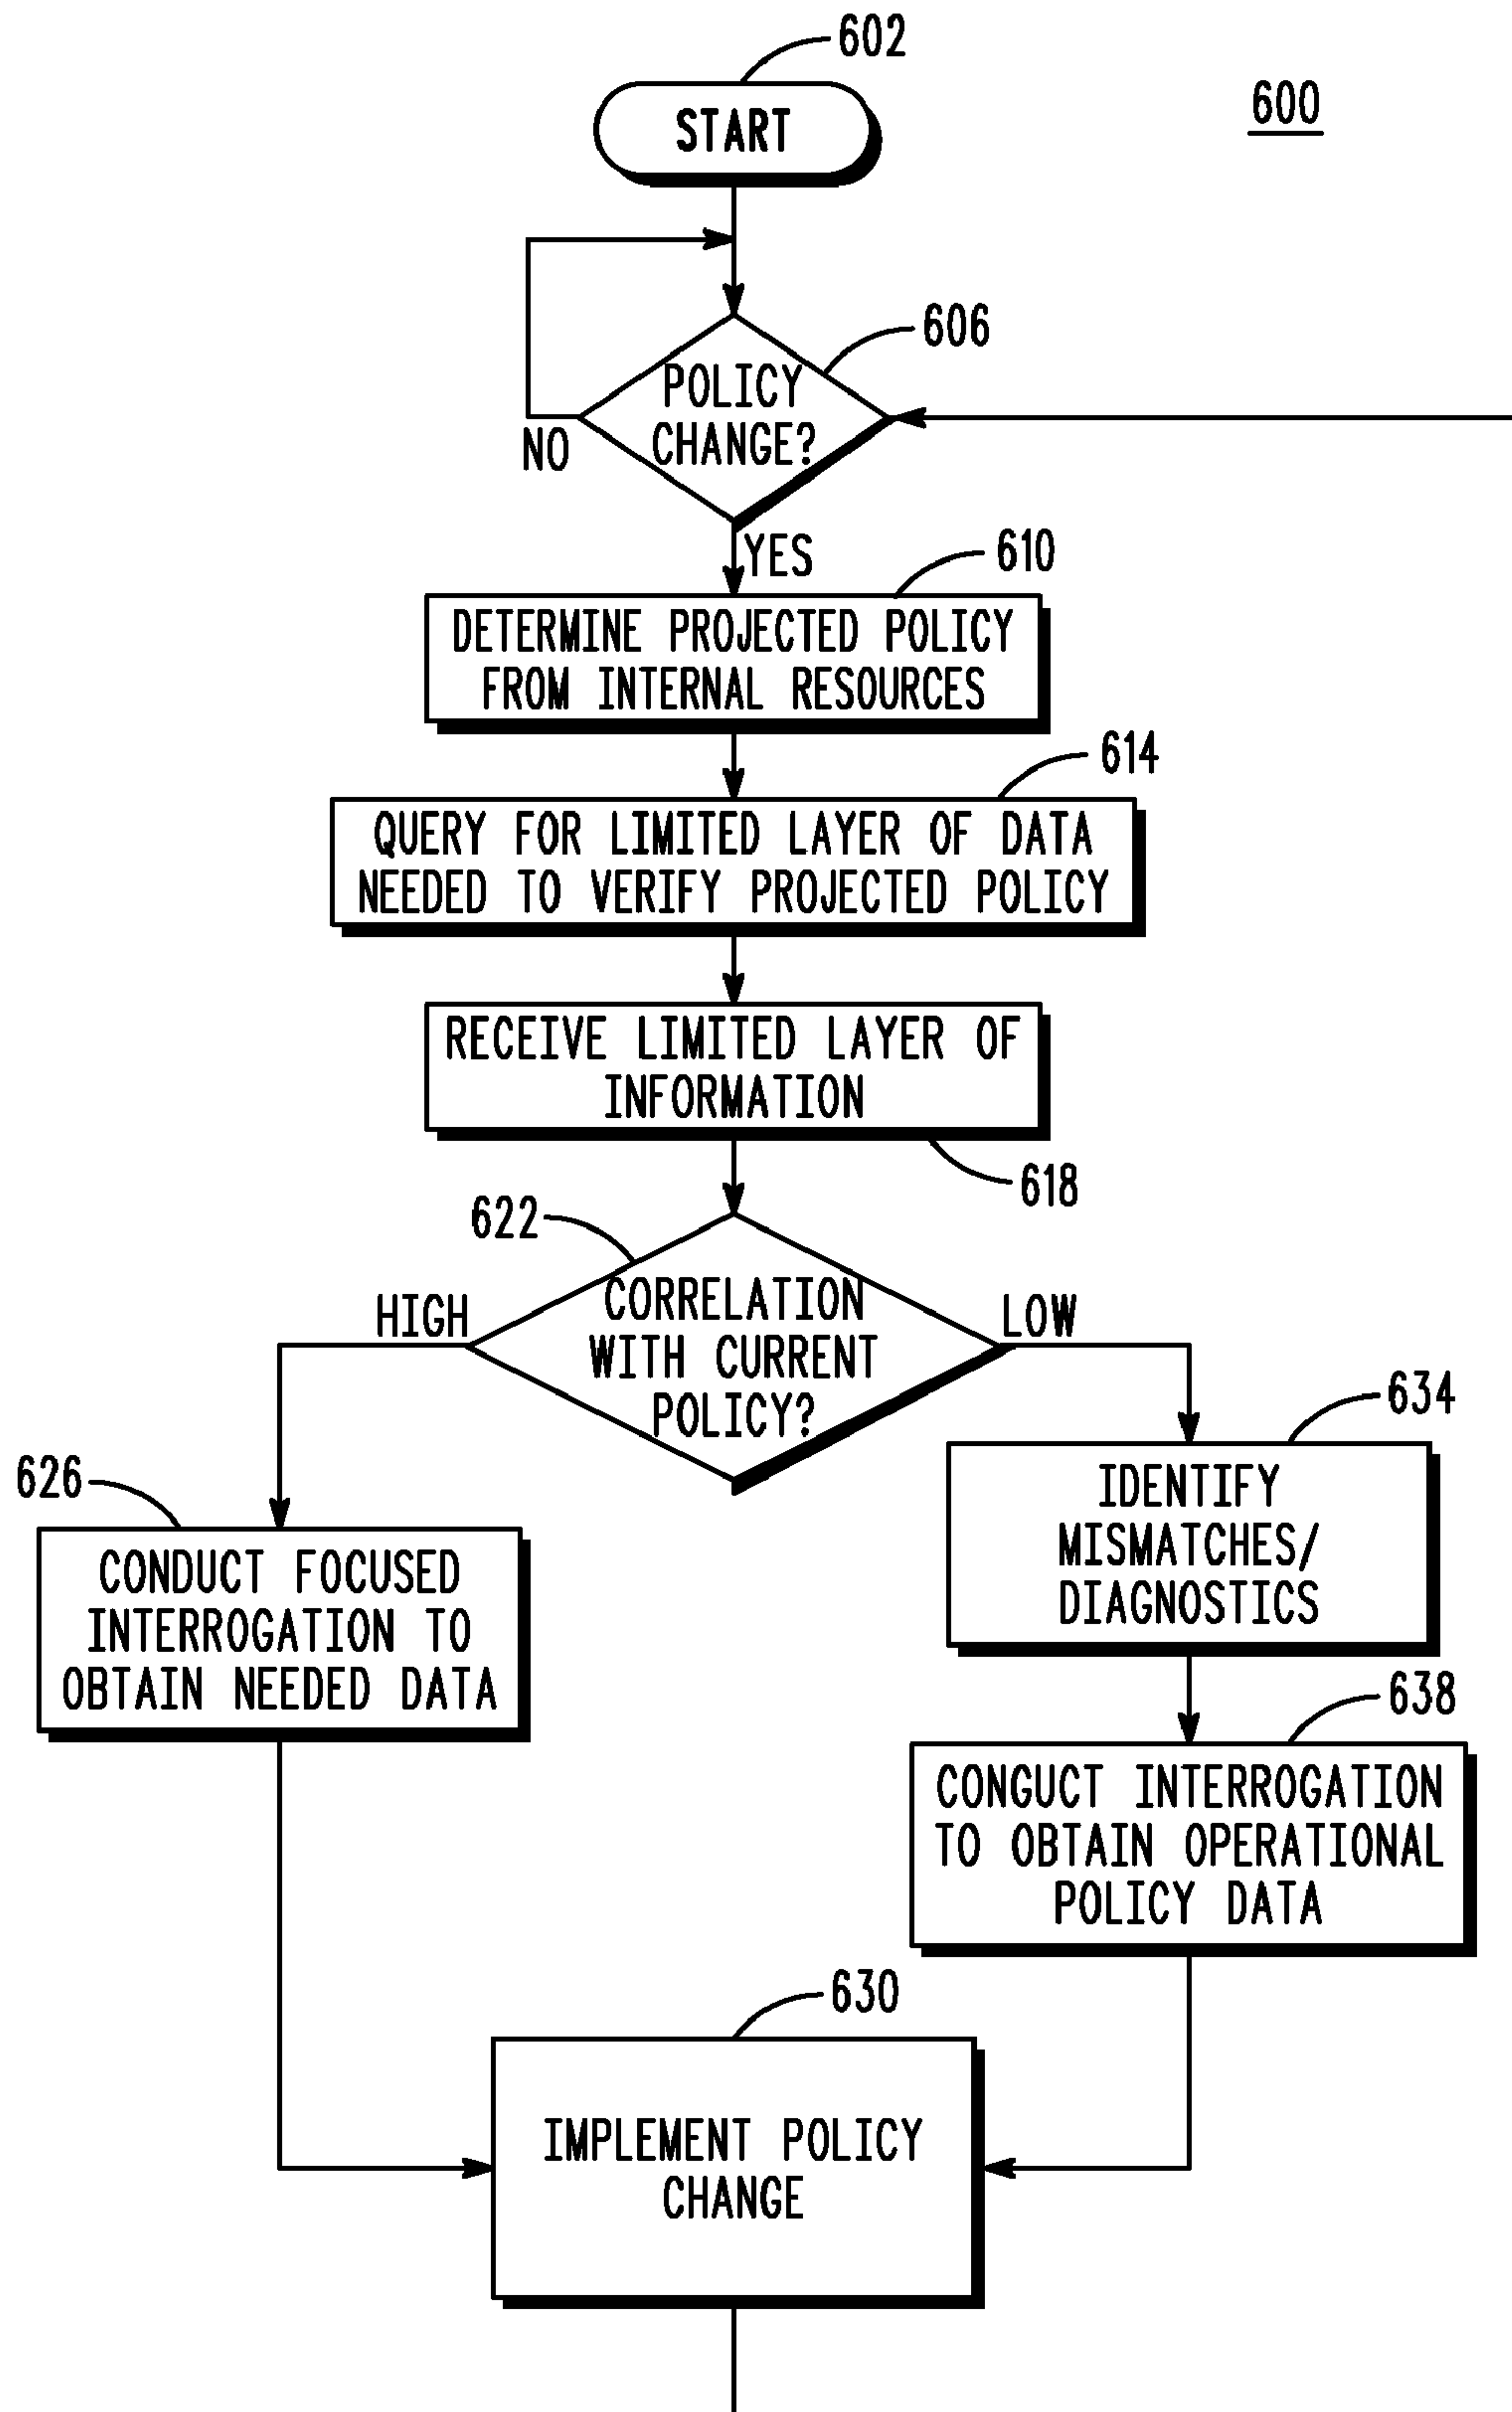 602
START
600
606
POLICY
CHANGE?
NO
YES
610
DETERMINE PROJECTED POLICY
FROM INTERNAL RESOURCES
614
QUERY FOR LIMITED LAYER OF DATA
NEEDED TO VERIFY PROJECTED POLICY
RECEIVE LIMITED LAYER OF
INFORMATION
618
622
CORRELATION
WITH CURRENT
POLICY?
HIGH
LOW
626
CONDUCT FOCUSED
INTERROGATION TO
OBTAIN NEEDED DATA
634
IDENTIFY
MISMATCHES/
DIAGNOSTICS
638
CONGUCT INTERROGATION
TO OBTAIN OPERATIONAL
POLICY DATA
630
IMPLEMENT POLICY
CHANGE